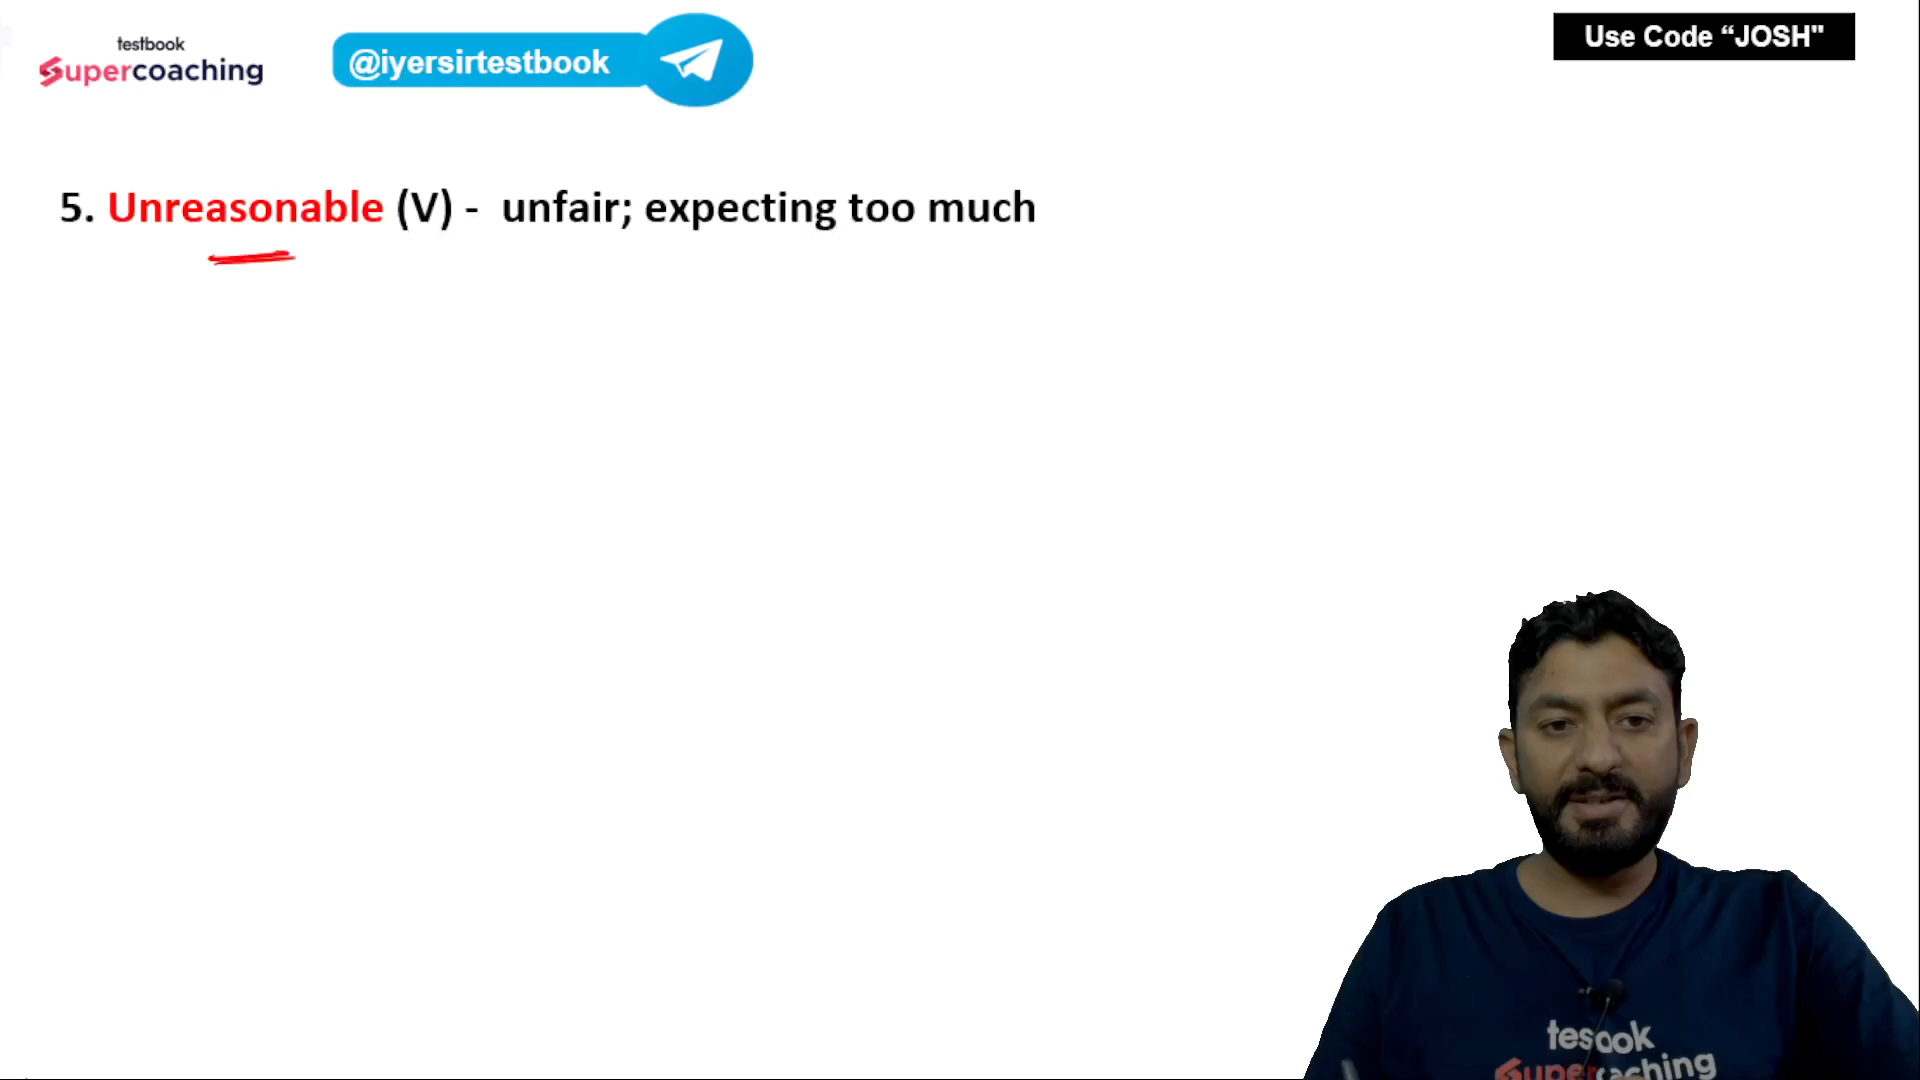 testbook
Supercoaching
@iyersirtestbook
Use Code “JOSH"
5. Unreasonable (V) - unfair; expecting too much